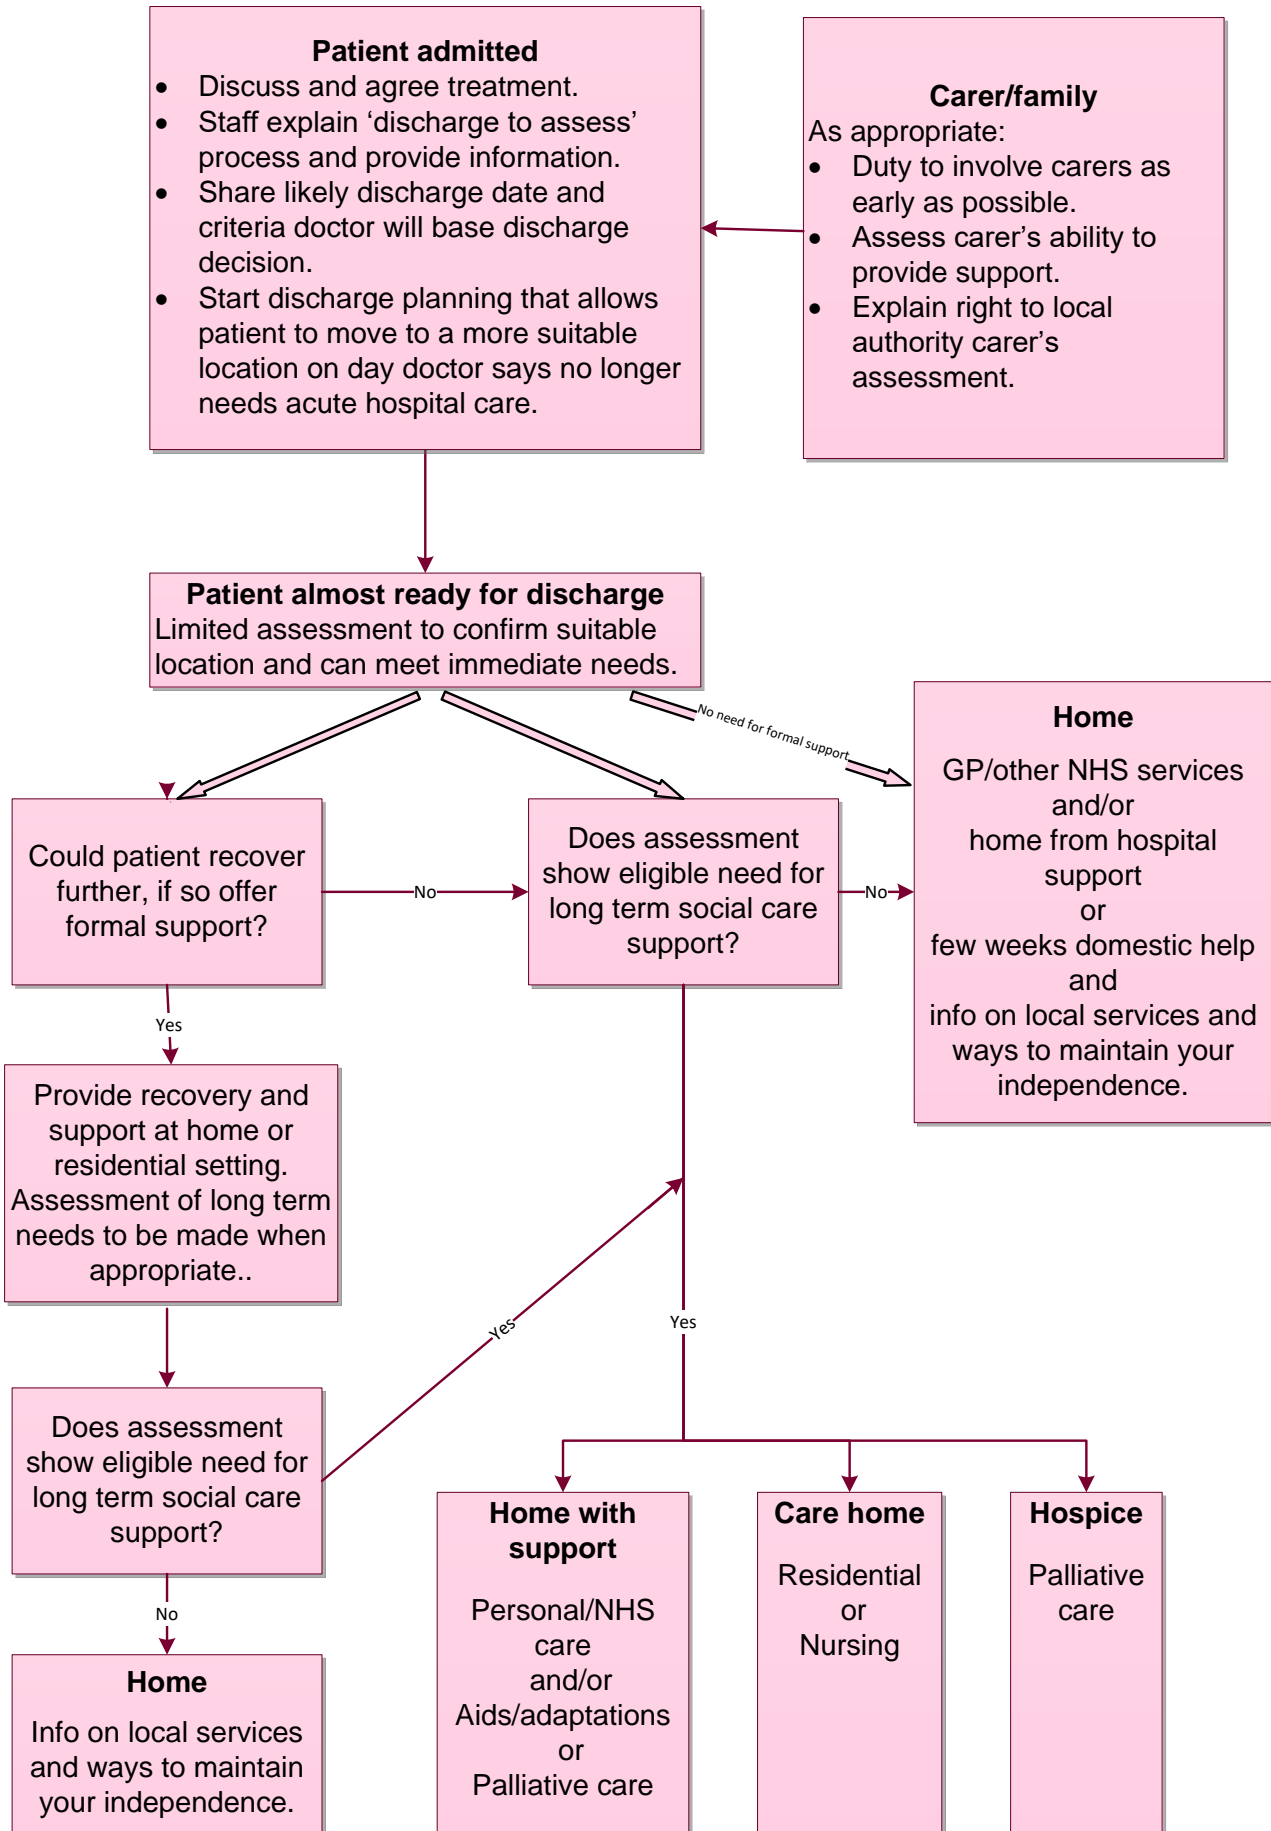 Patient admitted
• Discuss and agree treatment.
• Staff explain ‘discharge to assess’
process and provide information.
• Share likely discharge date and
criteria doctor will base discharge
decision.
• Start discharge planning that allows
patient to move to a more suitable
location on day doctor says no longer
needs acute hospital care.
Carer/family
As appropriate:
• Duty to involve carers as
early as possible.
• Assess carer’s ability to
provide support.
• Explain right to local
authority carer’s
assessment.
Patient almost ready for discharge
Limited assessment to confirm suitable
location and can meet immediate needs.
No need for formal support
Home
GP/other NHS services
and/or
home from hospital
support
or
few weeks domestic help
and
info on local services and
ways to maintain your
independence.
Could patient recover
further, if so offer
formal support?
No
Does assessment
show eligible need for
long term social care
support?
No
Yes
Provide recovery and
support at home or
residential setting.
Assessment of long term
needs to be made when
appropriate..
Yes
Yes
Does assessment
show eligible need for
long term social care
support?
No
Home
Info on local services
and ways to maintain
your independence.
Home with
support
Personal/NHS
care
and/or
Aids/adaptations
or
Palliative care
Care home
Residential
or
Nursing
Hospice
Palliative
care